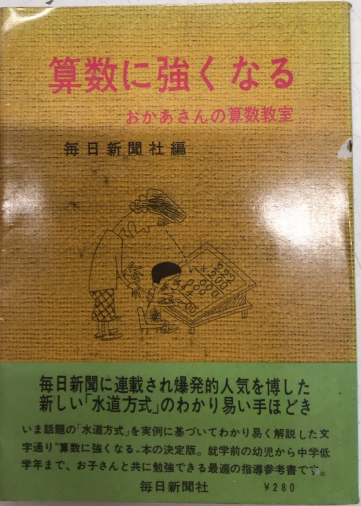 算数に強くなる
おかあさんの算数教室
毎日新聞社編
毎日新聞に連載され爆発的人気を博した
新しい「水道方式」のわかり易い手ほどき
いま話題の「水道方式」を実例に基づいてわかり易く解説した文
字通り〝算数に強くなる〟本の決定版。就学前の幼児から中学低
学年まで、お子さんと共に勉強できる最適の指導参考書です。
毎日新聞社
¥280